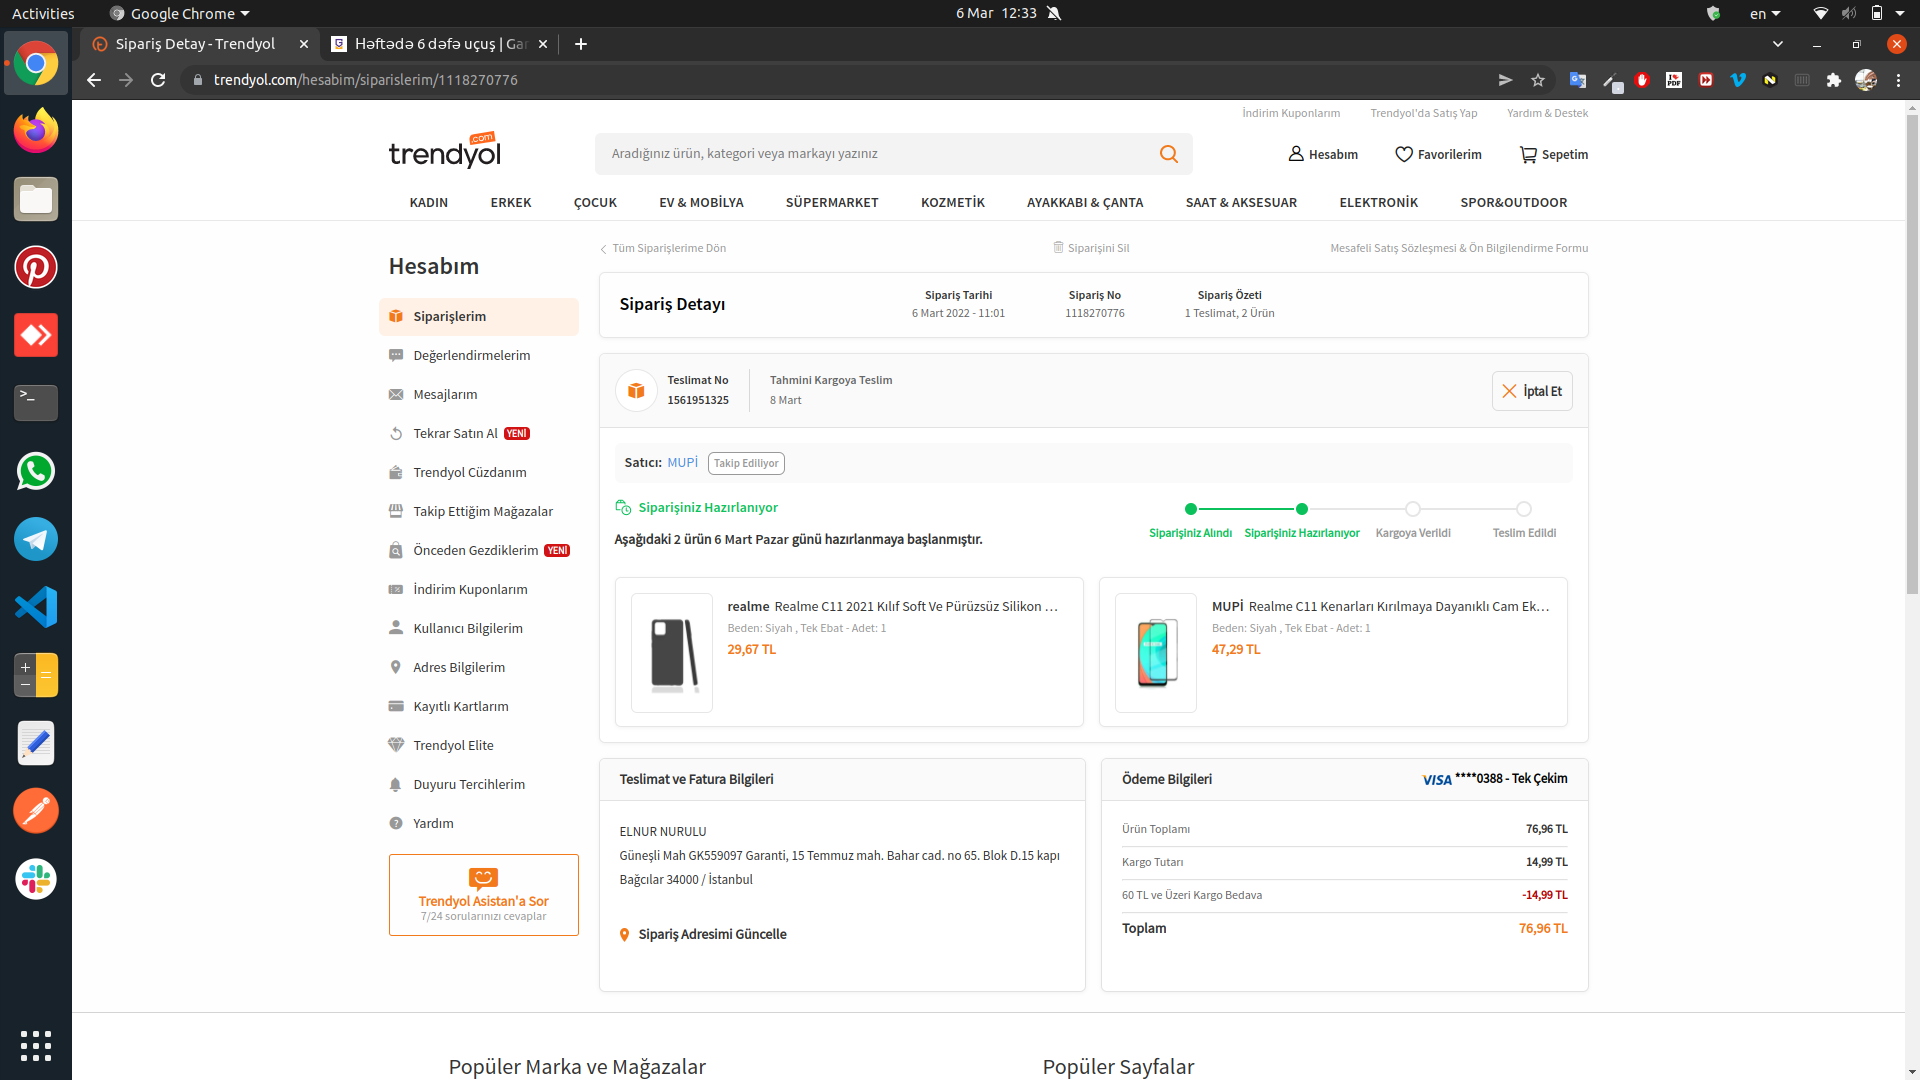 Activities
Google Chrome
6 Mar 12:33
en
Sipariş Detay - Trendyol
Həftədə 6 dəfə uçuş | Gar
trendyol.com/hesabim/siparislerim/1118270776
İndirim Kuponlarım
Trendyol'da Satış Yap
Yardım & Destek
trendyol
.com
Aradığınız ürün, kategori veya markayı yazınız
Hesabım
Favorilerim
Sepetim
KADIN
ERKEK
ÇOCUK
EV & MOBİLYA
SÜPERMARKET
KOZMETİK
AYAKKABI & ÇANTA
SAAT & AKSESUAR
ELEKTRONİK
SPOR&OUTDOOR
Hesabım
Siparişlerim
Değerlendirmelerim
Mesajlarım
Tekrar Satın Al YENİ
Trendyol Cüzdanım
Takip Ettiğim Mağazalar
Önceden Gezdiklerim YENİ
İndirim Kuponlarım
Kullanıcı Bilgilerim
Adres Bilgilerim
Kayıtlı Kartlarım
Trendyol Elite
Duyuru Tercihlerim
Yardım
Trendyol Asistan'a Sor
7/24 sorularınızı cevaplar
Tüm Siparişlerime Dön
Siparişini Sil
Mesafeli Satış Sözleşmesi & Ön Bilgilendirme Formu
Sipariş Detayı
Sipariş Tarihi
6 Mart 2022 - 11:01
Sipariş No
1118270776
Sipariş Özeti
1 Teslimat, 2 Ürün
Teslimat No
1561951325
Tahmini Kargoya Teslim
8 Mart
İptal Et
Satıcı: MUPİ Takip Ediliyor
Siparişiniz Hazırlanıyor
Aşağıdaki 2 ürün 6 Mart Pazar günü hazırlanmaya başlanmıştır.
Siparişiniz Alındı
Siparişiniz Hazırlanıyor
Kargoya Verildi
Teslim Edildi
realme Realme C11 2021 Kılıf Soft Ve Pürüzsüz Silikon ...
Beden: Siyah , Tek Ebat - Adet: 1
29,67 TL
MUPİ Realme C11 Kenarları Kırılmaya Dayanıklı Cam Ek...
Beden: Siyah , Tek Ebat - Adet: 1
47,29 TL
Teslimat ve Fatura Bilgileri
ELNUR NURULU
Güneşli Mah GK559097 Garanti, 15 Temmuz mah. Bahar cad. no 65. Blok D.15 kapı
Bağcılar 34000 / İstanbul
Sipariş Adresimi Güncelle
Ödeme Bilgileri
VISA ****0388 - Tek Çekim
Ürün Toplamı 76,96 TL
Kargo Tutarı 14,99 TL
60 TL ve Üzeri Kargo Bedava -14,99 TL
Toplam 76,96 TL
Popüler Marka ve Mağazalar
Popüler Sayfalar